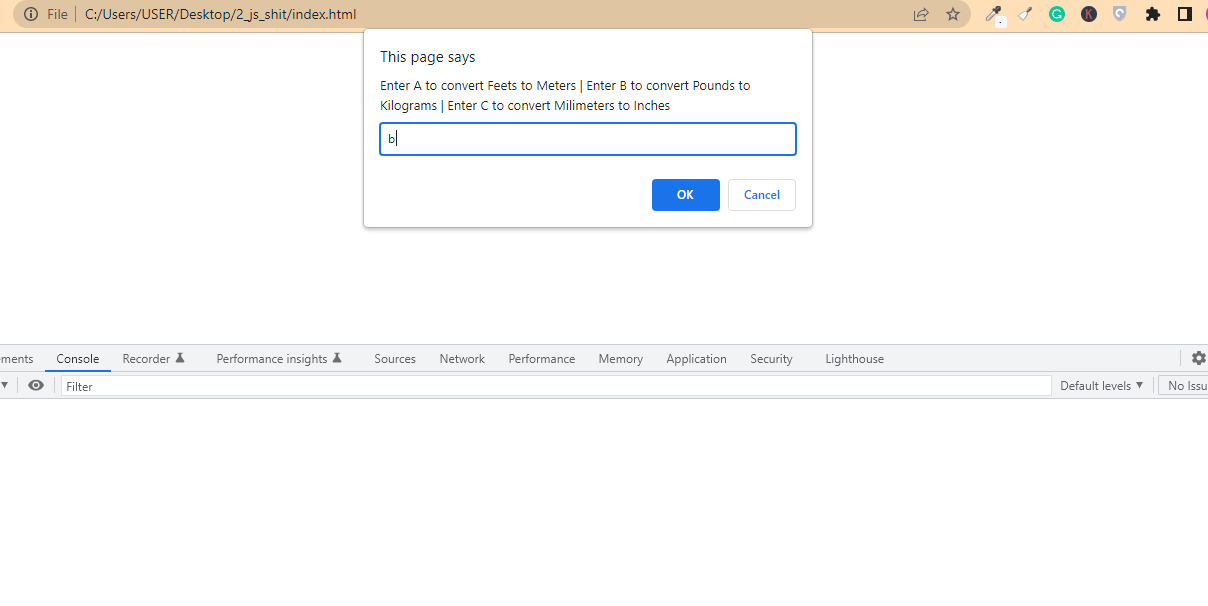 File C:/Users/USER/Desktop/2_js_shit/index.html
This page says
Enter A to convert Feets to Meters | Enter B to convert Pounds to
Kilograms | Enter C to convert Milimeters to Inches
b
OK Cancel
ements Console Recorder Performance insights Sources Network Performance Memory Application Security Lighthouse
Filter Default levels ▼ No Issu